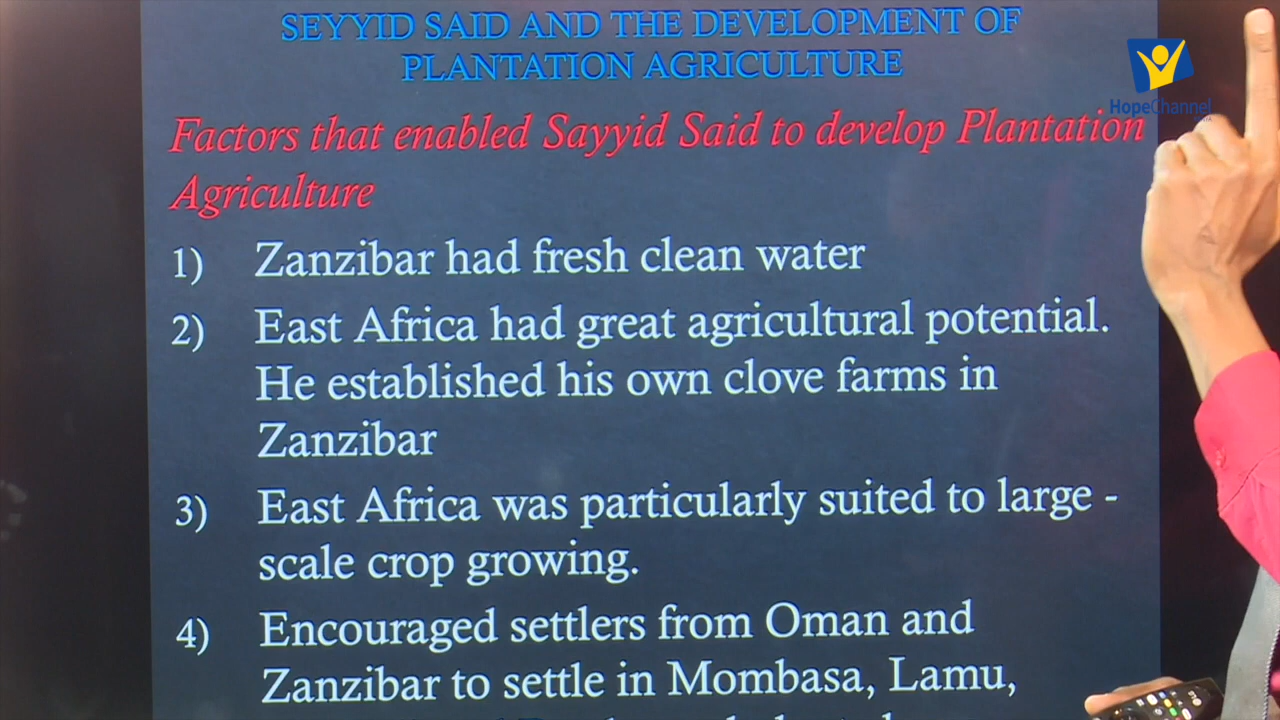 SEYYID SAID AND THE DEVELOPMENT OF
PLANTATION AGRICULTURE
HopeChannel
Factors that enabled Sayyid Said to develop Plantation
Agriculture
1) Zanzibar had fresh clean water
2) East Africa had great agricultural potential.
He established his own clove farms in
Zanzibar
3) East Africa was particularly suited to large -
scale crop growing.
4) Encouraged settlers from Oman and
Zanzibar to settle in Mombasa, Lamu,